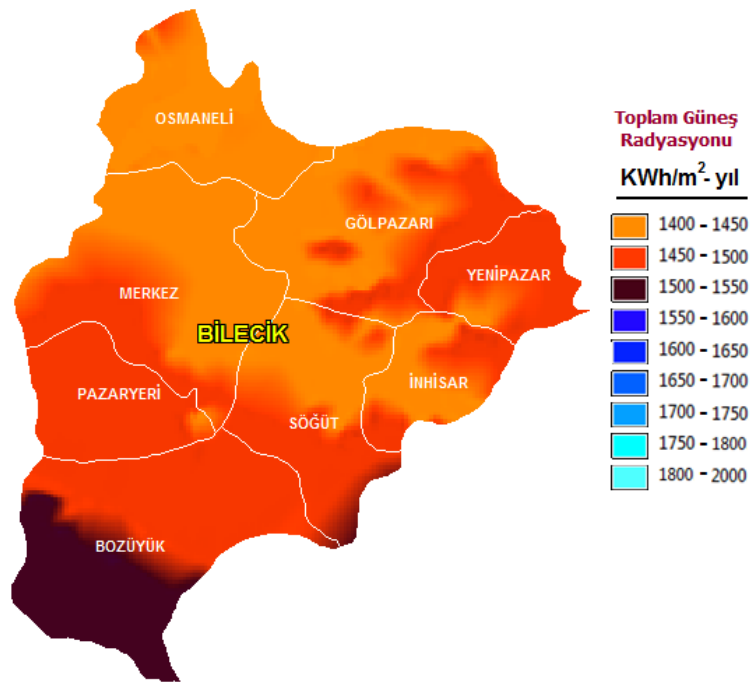 OSMANELİ
GÖLPAZARI
YENİPAZAR
MERKEZ
BİLECİK
PAZARYERİ
İNHİSAR
SÖĞÜT
BOZÜYÜK
Toplam Güneş
Radyasyonu
KWh/m²- yıl
1400 - 1450
1450 - 1500
1500 - 1550
1550 - 1600
1600 - 1650
1650 - 1700
1700 - 1750
1750 - 1800
1800 - 2000